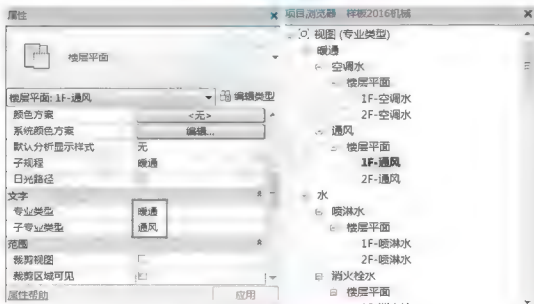 属性
楼层平面
楼层平面: 1F-通风
编辑类型
颜色方案
<无>
系统颜色方案
编辑...
默认分析显示样式
无
子规程
暖通
日光路径
文字
专业类型
暖通
子专业类型
通风
范围
裁剪视图
裁剪区域可见
属性帮助
应用
项目浏览器 - 样板2016机械
视图 (专业类型)
暖通
空调水
楼层平面
1F-空调水
2F-空调水
通风
楼层平面
1F-通风
2F-通风
水
喷淋水
楼层平面
1F-喷淋水
2F-喷淋水
消火栓水
楼层平面